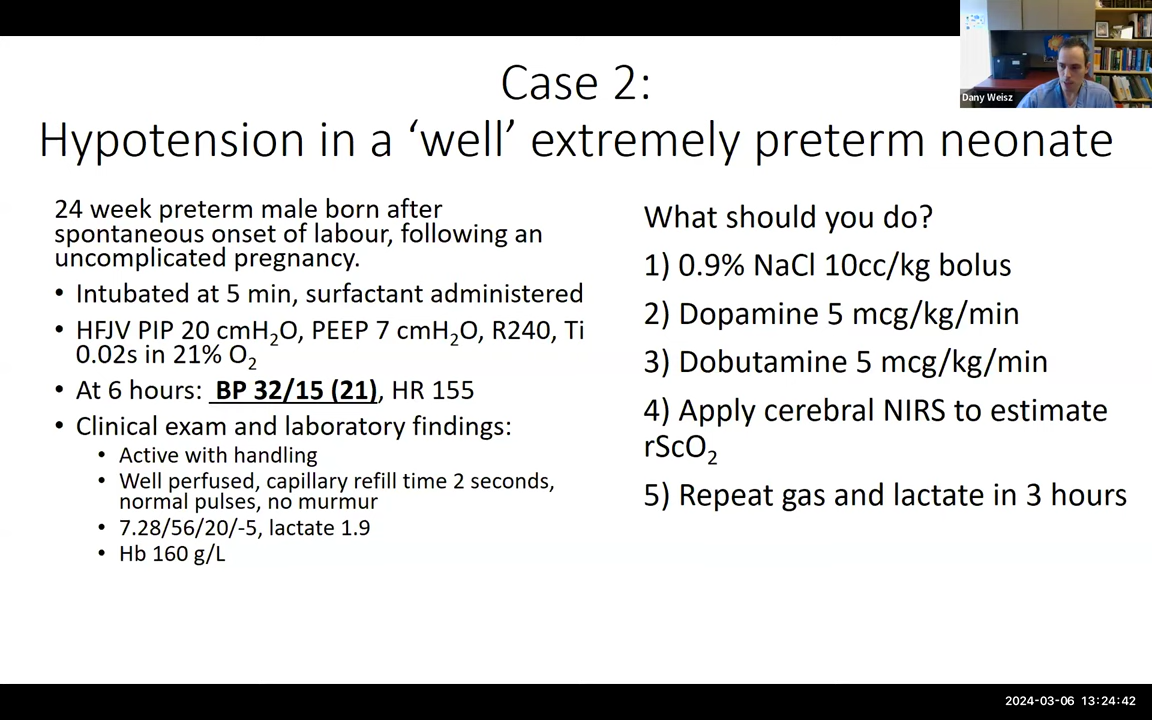 Case 2:
Hypotension in a ‘well’ extremely preterm neonate
Dany Weisz
24 week preterm male born after
spontaneous onset of labour, following an
uncomplicated pregnancy.
• Intubated at 5 min, surfactant administered
• HFJV PIP 20 cmH₂O, PEEP 7 cmH₂O, R240, Ti
0.02s in 21% O₂
• At 6 hours: BP 32/15 (21), HR 155
• Clinical exam and laboratory findings:
• Active with handling
• Well perfused, capillary refill time 2 seconds,
normal pulses, no murmur
• 7.28/56/20/-5, lactate 1.9
• Hb 160 g/L
What should you do?
1) 0.9% NaCl 10cc/kg bolus
2) Dopamine 5 mcg/kg/min
3) Dobutamine 5 mcg/kg/min
4) Apply cerebral NIRS to estimate
rScO₂
5) Repeat gas and lactate in 3 hours
2024-03-06 13:24:42